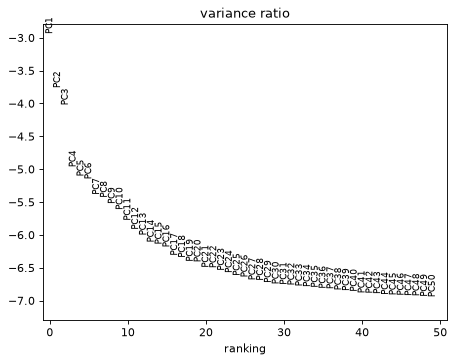 variance ratio
−3.0
−3.5
−4.0
−4.5
−5.0
−5.5
−6.0
−6.5
−7.0
PC1
PC2
PC3
PC4
PC5
PC6
PC7
PC8
PC9
PC10
PC11
PC12
PC13
PC14
PC15
PC16
PC17
PC18
PC19
PC20
PC21
PC22
PC23
PC24
PC25
PC26
PC27
PC28
PC29
PC30
PC31
PC32
PC33
PC34
PC35
PC36
PC37
PC38
PC39
PC40
PC41
PC42
PC43
PC44
PC45
PC46
PC47
PC48
PC49
PC50
0
10
20
30
40
50
ranking